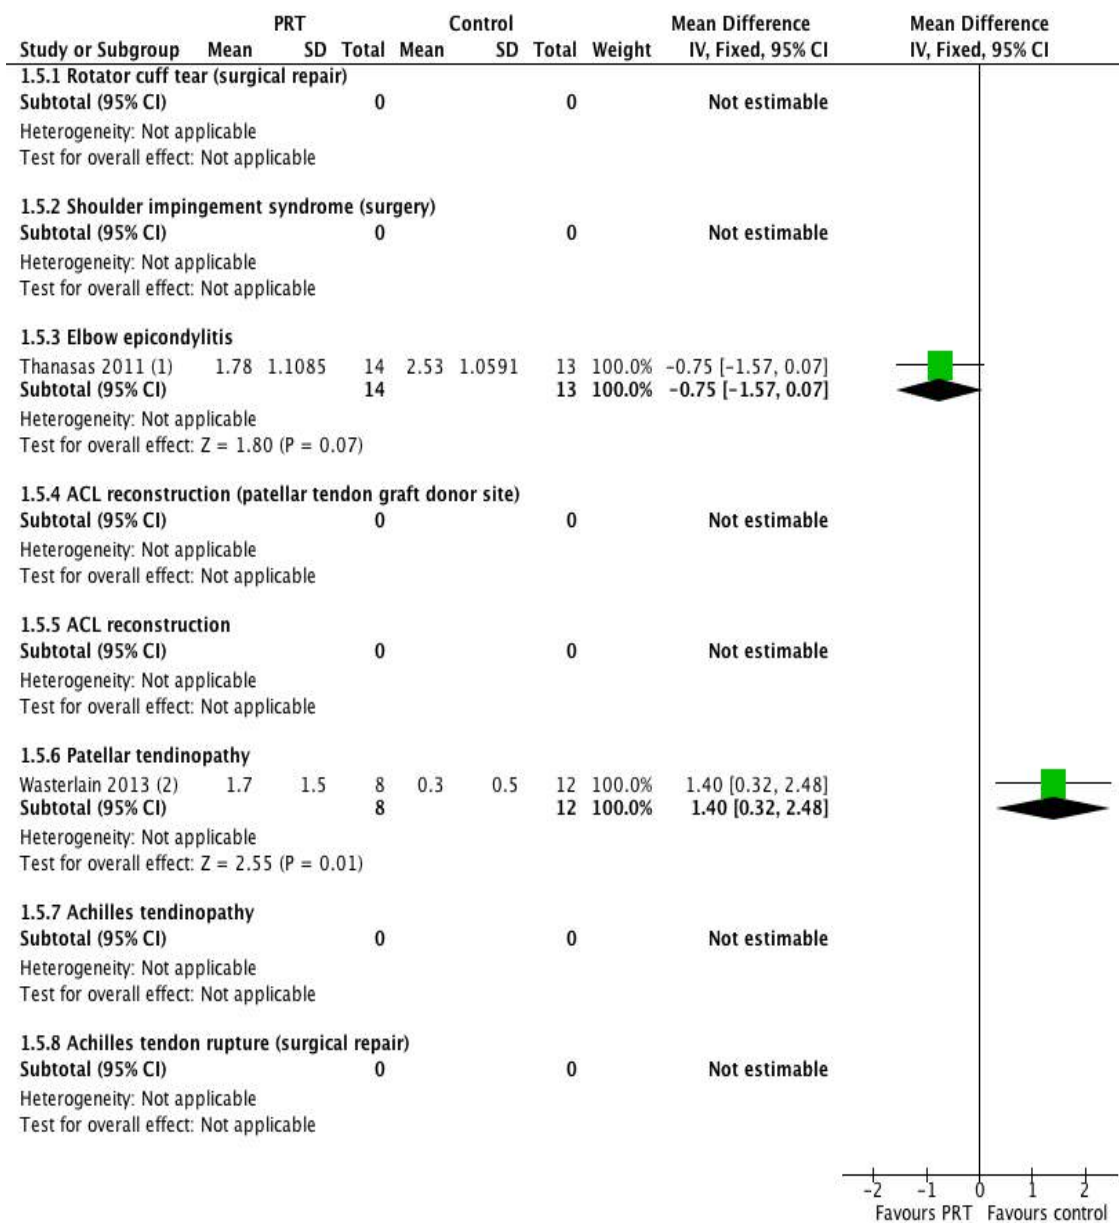 PRT Control Mean Difference Mean Difference
Study or Subgroup Mean SD Total Mean SD Total Weight IV, Fixed, 95% CI IV, Fixed, 95% CI
1.5.1 Rotator cuff tear (surgical repair)
Subtotal (95% CI) 0 0 Not estimable
Heterogeneity: Not applicable
Test for overall effect: Not applicable
1.5.2 Shoulder impingement syndrome (surgery)
Subtotal (95% CI) 0 0 Not estimable
Heterogeneity: Not applicable
Test for overall effect: Not applicable
1.5.3 Elbow epicondylitis
Thanasas 2011 (1) 1.78 1.1085 14 2.53 1.0591 13 100.0% −0.75 [−1.57, 0.07]
Subtotal (95% CI) 14 13 100.0% −0.75 [−1.57, 0.07]
Heterogeneity: Not applicable
Test for overall effect: Z = 1.80 (P = 0.07)
1.5.4 ACL reconstruction (patellar tendon graft donor site)
Subtotal (95% CI) 0 0 Not estimable
Heterogeneity: Not applicable
Test for overall effect: Not applicable
1.5.5 ACL reconstruction
Subtotal (95% CI) 0 0 Not estimable
Heterogeneity: Not applicable
Test for overall effect: Not applicable
1.5.6 Patellar tendinopathy
Wasterlain 2013 (2) 1.7 1.5 8 0.3 0.5 12 100.0% 1.40 [0.32, 2.48]
Subtotal (95% CI) 8 12 100.0% 1.40 [0.32, 2.48]
Heterogeneity: Not applicable
Test for overall effect: Z = 2.55 (P = 0.01)
1.5.7 Achilles tendinopathy
Subtotal (95% CI) 0 0 Not estimable
Heterogeneity: Not applicable
Test for overall effect: Not applicable
1.5.8 Achilles tendon rupture (surgical repair)
Subtotal (95% CI) 0 0 Not estimable
Heterogeneity: Not applicable
Test for overall effect: Not applicable
−2 −1 0 1 2
Favours PRT Favours control